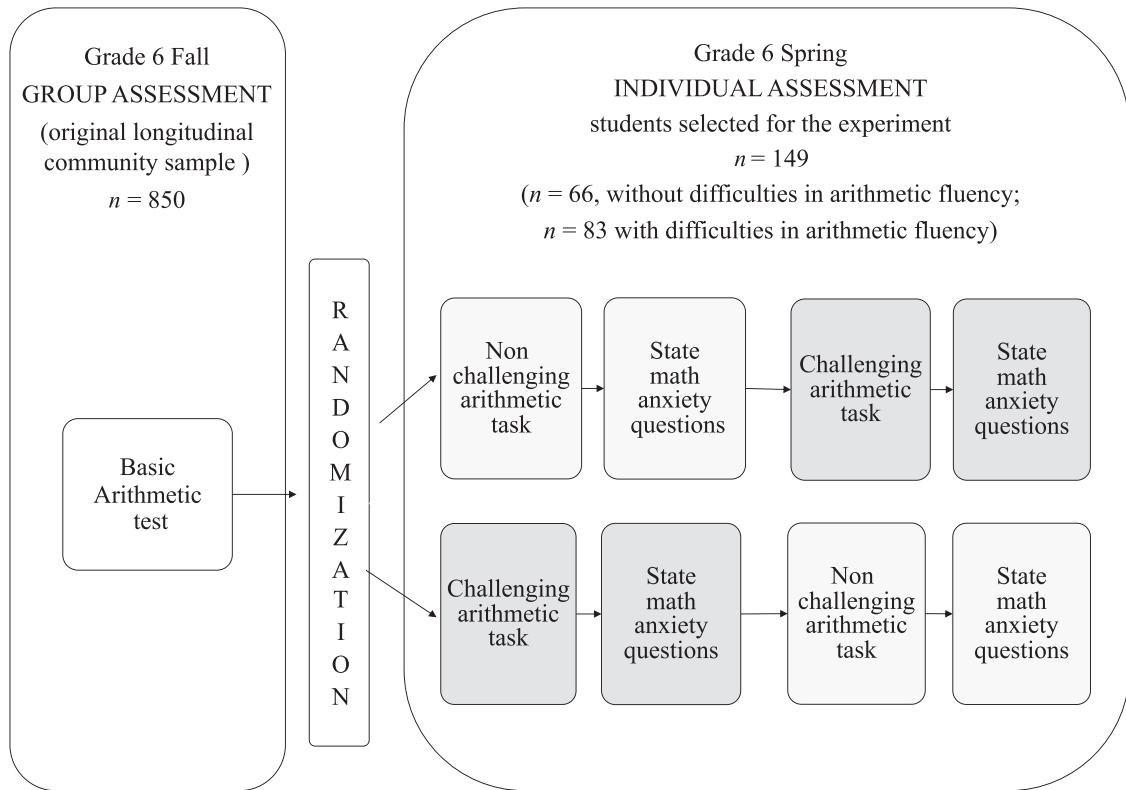 Grade 6 Fall
GROUP ASSESSMENT
(original longitudinal
community sample )
n = 850
Basic
Arithmetic
test
R
A
N
D
O
M
I
Z
A
T
I
O
N
Grade 6 Spring
INDIVIDUAL ASSESSMENT
students selected for the experiment
n = 149
(n = 66, without difficulties in arithmetic fluency;
n = 83 with difficulties in arithmetic fluency)
Non
challenging
arithmetic
task
State
math
anxiety
questions
Challenging
arithmetic
task
State
math
anxiety
questions
Challenging
arithmetic
task
State
math
anxiety
questions
Non
challenging
arithmetic
task
State
math
anxiety
questions